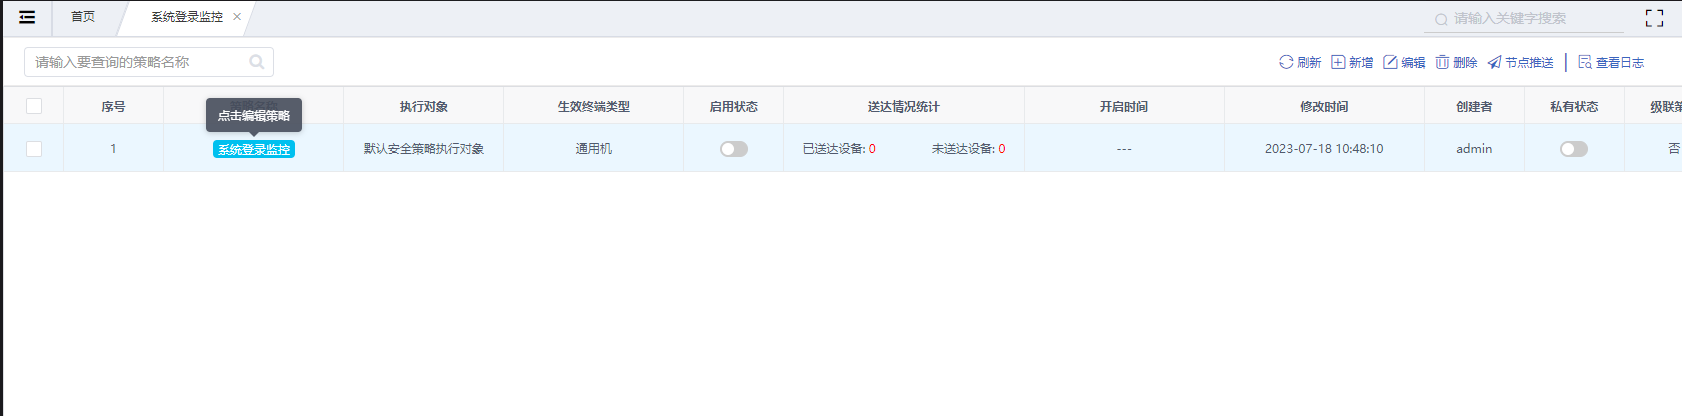 首页
系统登录监控
请输入关键字搜索
请输入要查询的策略名称
刷新 新增 编辑 删除 节点推送 查看日志
序号 执行对象 生效终端类型 启用状态 送达情况统计 开启时间 修改时间 创建者 私有状态 级联策
点击编辑策略
1 系统登录监控 默认安全策略执行对象 通用机 已送达设备: 0 未送达设备: 0 --- 2023-07-18 10:48:10 admin 否